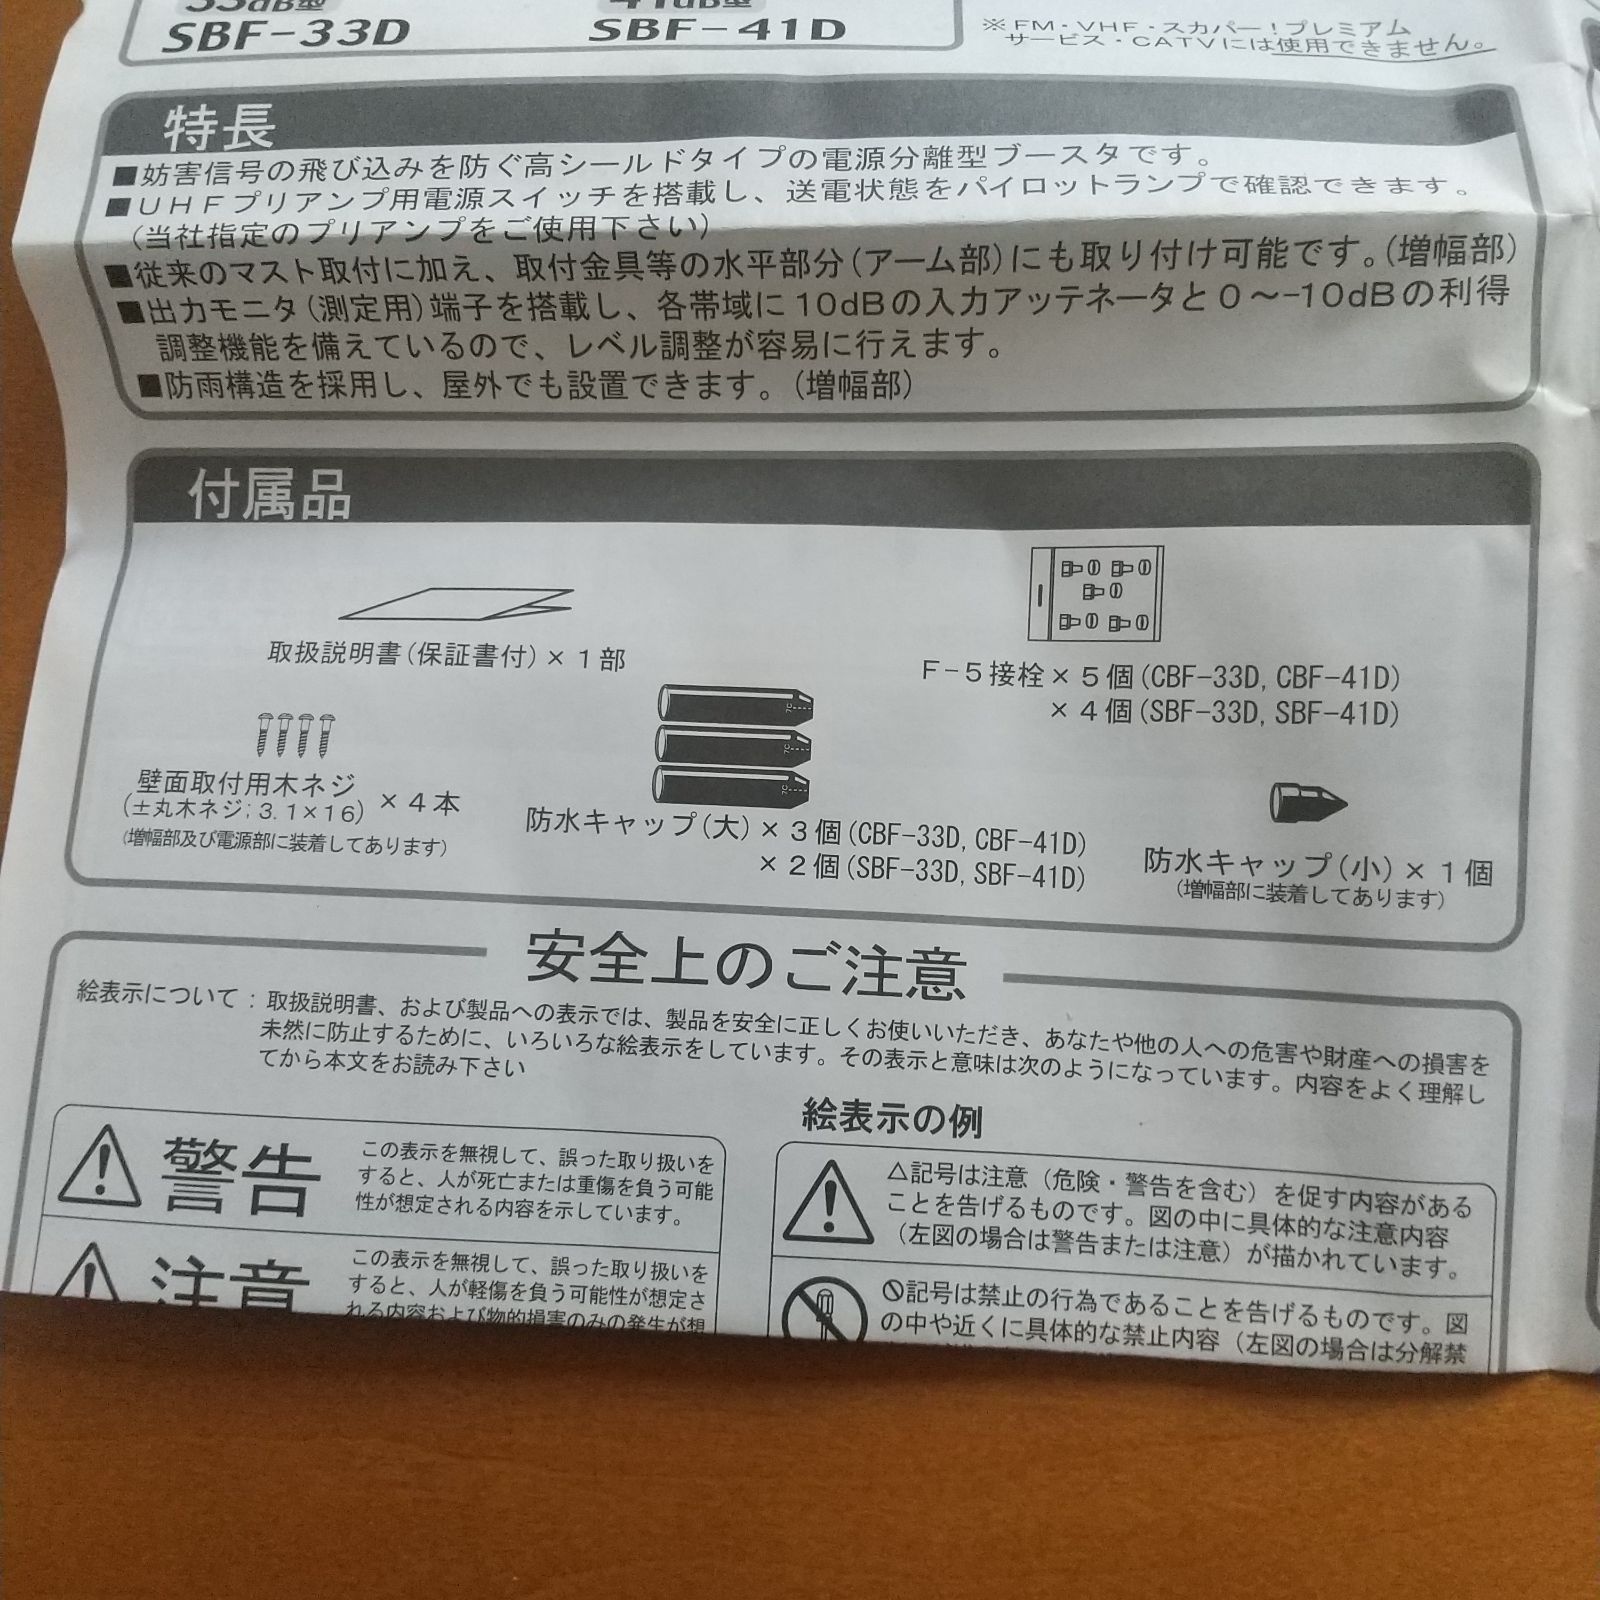 33dB型
41dB型
SBF-33D
SBF-41D
※FM・VHF・スカパー!プレミアム
サービス・CATVには使用できません。
特長
■妨害信号の飛び込みを防ぐ高シールドタイプの電源分離型ブースタです。
■UHFプリアンプ用電源スイッチを搭載し、送電状態をパイロットランプで確認できます。
(当社指定のプリアンプをご使用下さい)
■従来のマスト取付に加え、取付金具等の水平部分(アーム部)にも取り付け可能です。(増幅部)
■出力モニタ(測定用)端子を搭載し、各帯域に10dBの入力アッテネータと0～-10dBの利得
調整機能を備えているので、レベル調整が容易に行えます。
■防雨構造を採用し、屋外でも設置できます。(増幅部)
付属品
取扱説明書(保証書付)×1部
F-5接栓×5個(CBF-33D, CBF-41D)
×4個(SBF-33D, SBF-41D)
7C
7C
7C
壁面取付用木ネジ
(±丸木ネジ;3.1×16)
×4本
(増幅部及び電源部に装着してあります)
防水キャップ(大)×3個(CBF-33D, CBF-41D)
×2個(SBF-33D, SBF-41D)
防水キャップ(小)×1個
(増幅部に装着してあります)
安全上のご注意
絵表示について:取扱説明書、および製品への表示では、製品を安全に正しくお使いいただき、あなたや他の人への危害や財産への損害を
未然に防止するために、いろいろな絵表示をしています。その表示と意味は次のようになっています。内容をよく理解し
てから本文をお読み下さい
警告
この表示を無視して、誤った取り扱いを
すると、人が死亡または重傷を負う可能
性が想定される内容を示しています。
注意
この表示を無視して、誤った取り扱いを
すると、人が軽傷を負う可能性が想定さ
れる内容および物的損害のみの発生が想
絵表示の例
△記号は注意（危険・警告を含む）を促す内容がある
ことを告げるものです。図の中に具体的な注意内容
（左図の場合は警告または注意）が描かれています。
🛇記号は禁止の行為であることを告げるものです。図
の中や近くに具体的な禁止内容（左図の場合は分解禁